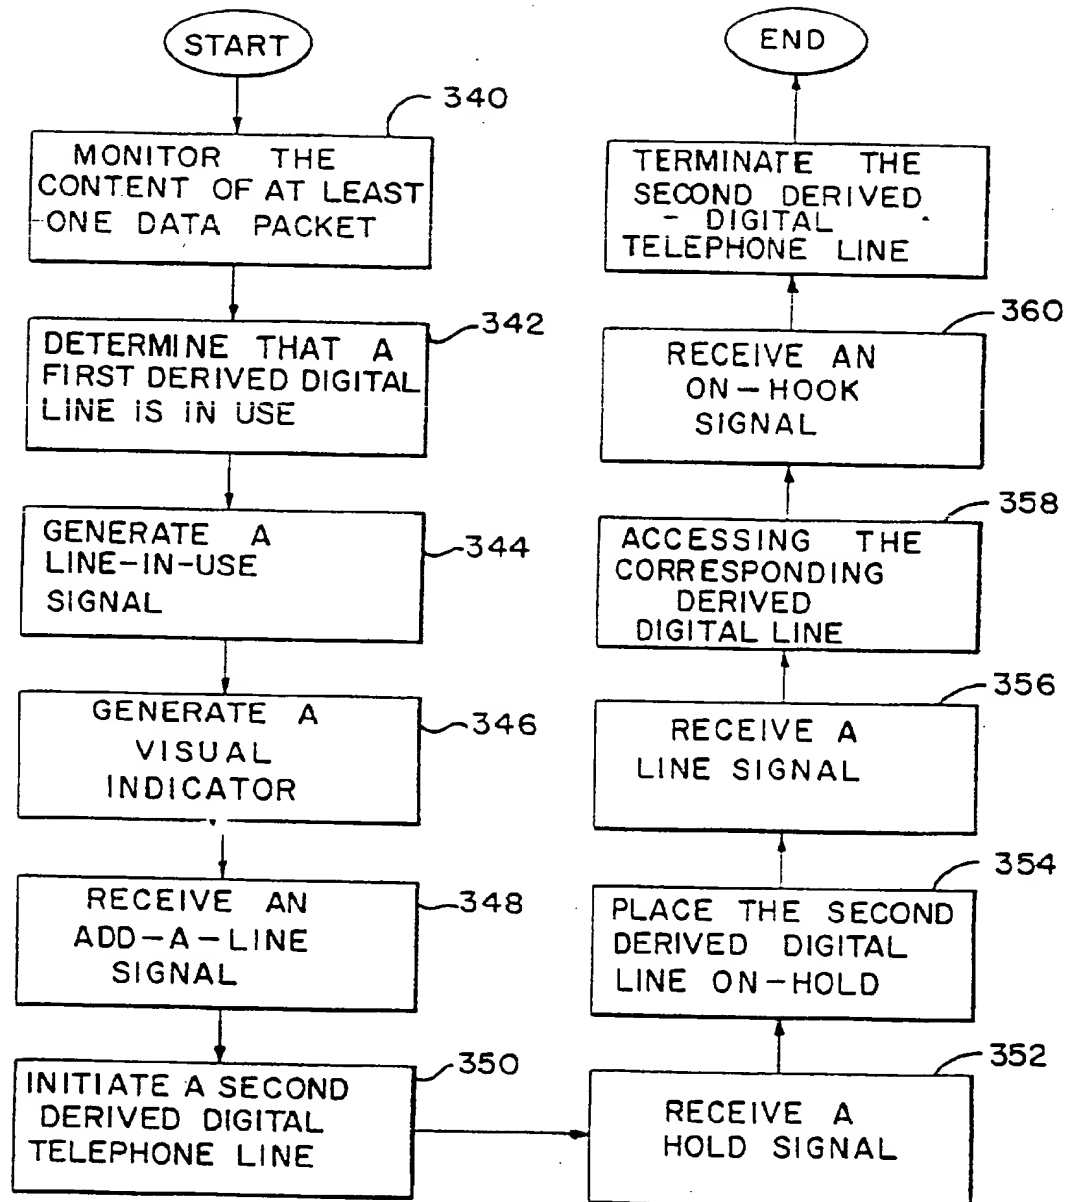 START
340
MONITOR THE
CONTENT OF AT LEAST
ONE DATA PACKET
342
DETERMINE THAT A
FIRST DERIVED DIGITAL
LINE IS IN USE
344
GENERATE A
LINE-IN-USE
SIGNAL
346
GENERATE A
VISUAL
INDICATOR
348
RECEIVE AN
ADD-A-LINE
SIGNAL
350
INITIATE A SECOND
DERIVED DIGITAL
TELEPHONE LINE
352
RECEIVE A
HOLD SIGNAL
354
PLACE THE SECOND
DERIVED DIGITAL
LINE ON-HOLD
356
RECEIVE A
LINE SIGNAL
358
ACCESSING THE
CORRESPONDING
DERIVED
DIGITAL LINE
360
RECEIVE AN
ON-HOOK
SIGNAL
TERMINATE THE
SECOND DERIVED
DIGITAL
TELEPHONE LINE
END